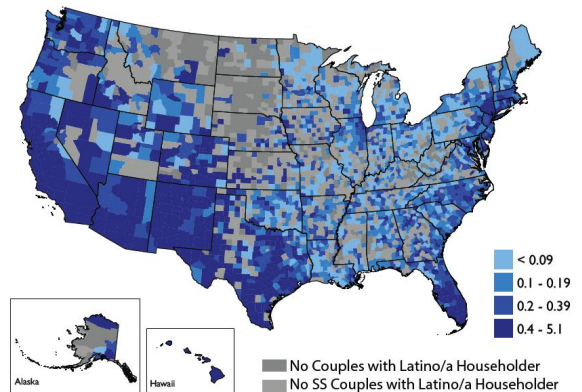 < 0.09
0.1 - 0.19
0.2 - 0.39
0.4 - 5.1
Alaska
Hawaii
No Couples with Latino/a Householder
No SS Couples with Latino/a Householder